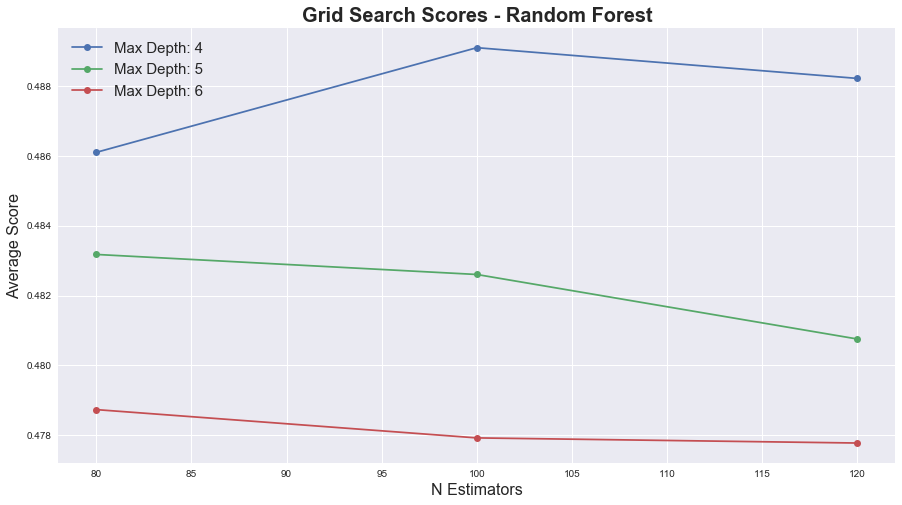 Grid Search Scores - Random Forest
Max Depth: 4
Max Depth: 5
Max Depth: 6
0.488
0.486
0.484
0.482
0.480
0.478
Average Score
80 85 90 95 100 105 110 115 120
N Estimators